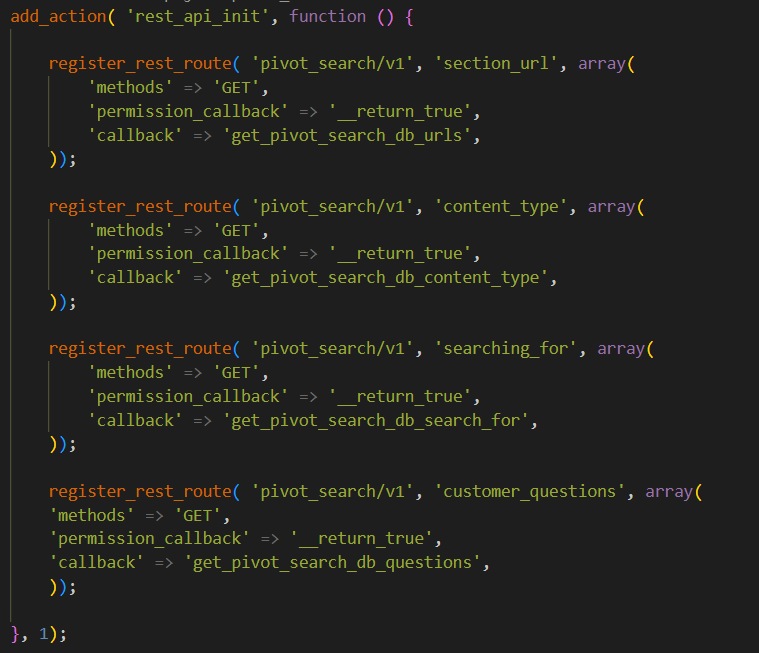 add_action( 'rest_api_init', function () {
register_rest_route( 'pivot_search/v1', 'section_url', array(
'methods' => 'GET',
'permission_callback' => '__return_true',
'callback' => 'get_pivot_search_db_urls',
));
register_rest_route( 'pivot_search/v1', 'content_type', array(
'methods' => 'GET',
'permission_callback' => '__return_true',
'callback' => 'get_pivot_search_db_content_type',
));
register_rest_route( 'pivot_search/v1', 'searching_for', array(
'methods' => 'GET',
'permission_callback' => '__return_true',
'callback' => 'get_pivot_search_db_search_for',
));
register_rest_route( 'pivot_search/v1', 'customer_questions', array(
'methods' => 'GET',
'permission_callback' => '__return_true',
'callback' => 'get_pivot_search_db_questions',
));
}, 1);